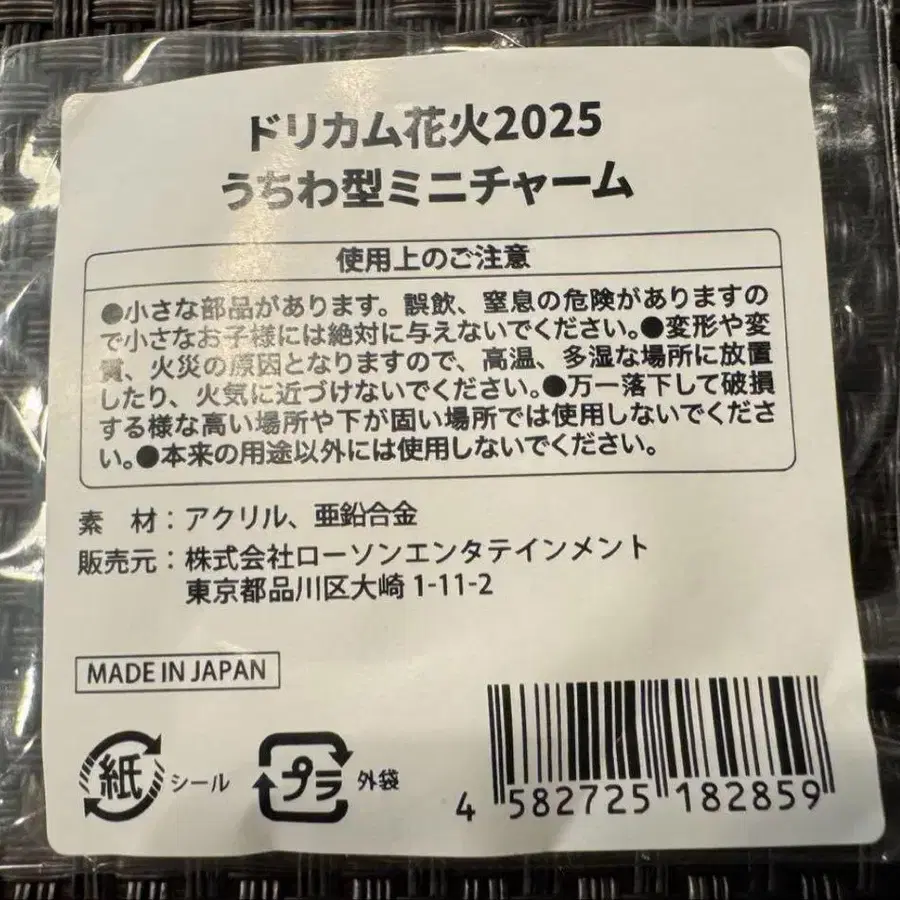 ドリカム花火2025
うちわ型ミニチャーム
使用上のご注意
●小さな部品があります。誤飲、窒息の危険がありますの
で小さなお子様には絶対に与えないでください。●変形や変
質、火災の原因となりますので、高温、多湿な場所に放置
したり、火気に近づけないでください。●万一落下して破損
する様な高い場所や下が固い場所では使用しないでくださ
い。●本来の用途以外には使用しないでください。
素　材：アクリル、亜鉛合金
販売元：株式会社ローソンエンタテインメント
東京都品川区大崎 1-11-2
MADE IN JAPAN
紙 シール プラ 外袋
4 582725 182859